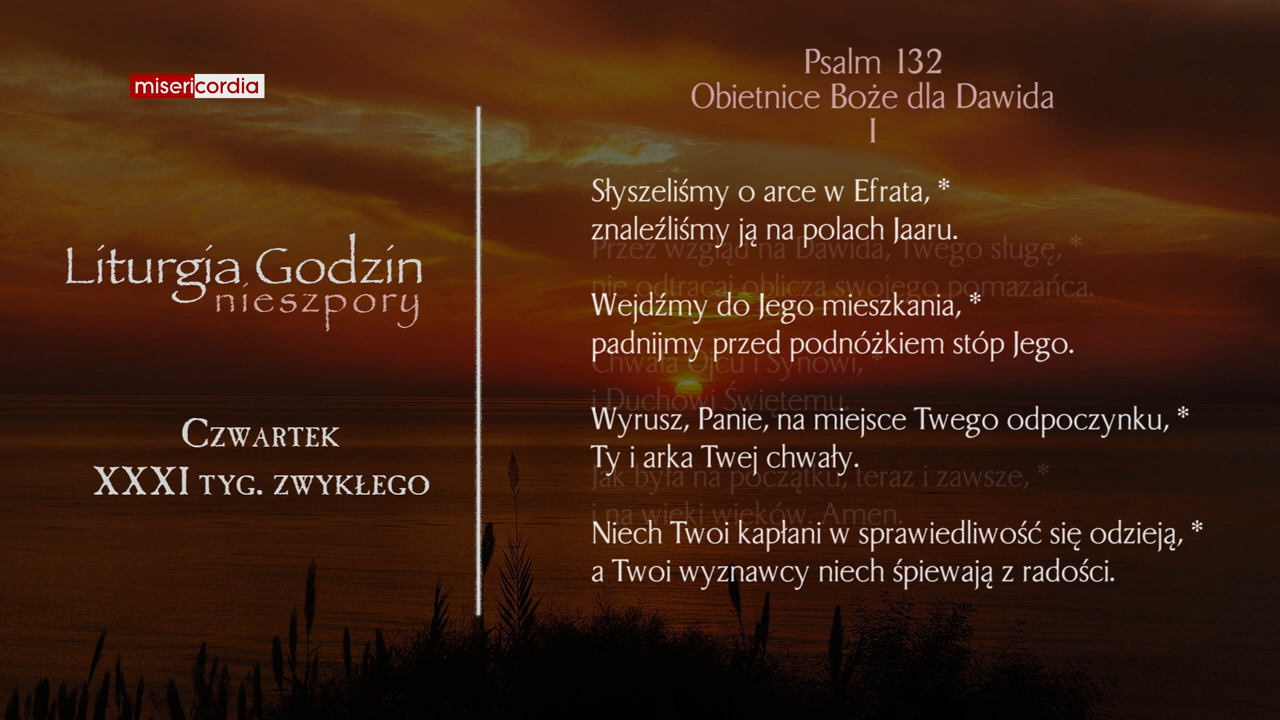 misericordia
Liturgia Godzin
nieszpory
Czwartek
XXXI tyg. zwykłego
Psalm 132
Obietnice Boże dla Dawida
I
Słyszeliśmy o arce w Efrata, *
znaleźliśmy ją na polach Jaaru.
Przez wzgląd na Dawida, Twego sługę, *
nie odtrącaj oblicza swojego pomazańca.
Wejdźmy do Jego mieszkania, *
padnijmy przed podnóżkiem stóp Jego.
Chwała Ojcu i Synowi, *
i Duchowi Świętemu.
Wyrusz, Panie, na miejsce Twego odpoczynku, *
Ty i arka Twej chwały.
Jak była na początku, teraz i zawsze, *
i na wieki wieków. Amen.
Niech Twoi kapłani w sprawiedliwość się odzieją, *
a Twoi wyznawcy niech śpiewają z radości.